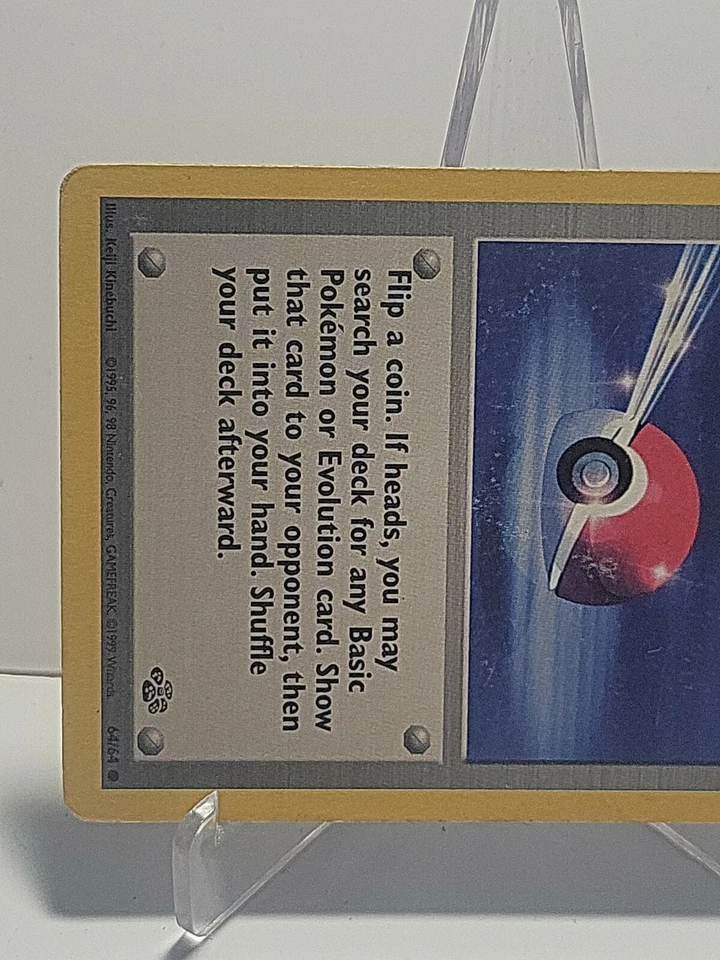 Flip a coin. If heads, you may
search your deck for any Basic
Pokémon or Evolution card. Show
that card to your opponent, then
put it into your hand. Shuffle
your deck afterward.
Illus. Keiji Kinebuchi ©1995, 96, 98 Nintendo, Creatures, GAMEFREAK. ©1999 Wizards. 64/64